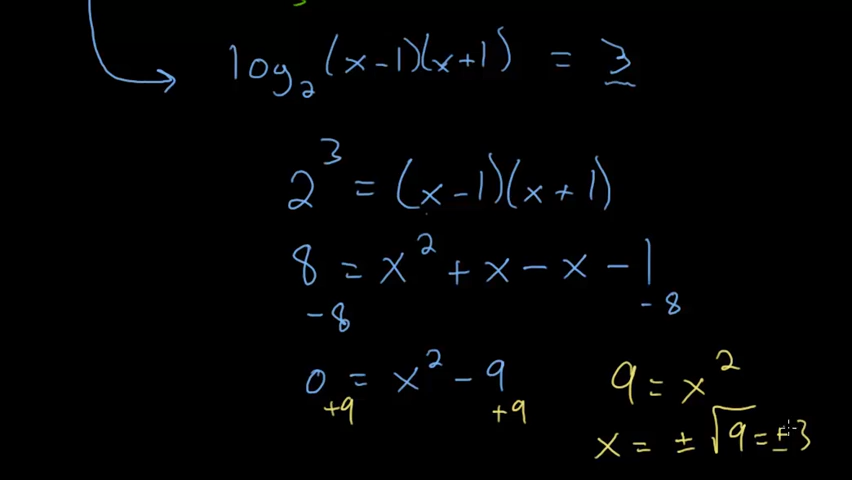 log₂(x-1)(x+1) = 3
2³ = (x-1)(x+1)
8 = x² + x - x - 1
-8 -8
0 = x² - 9
+9 +9
9 = x²
x = ± √9 = ±3